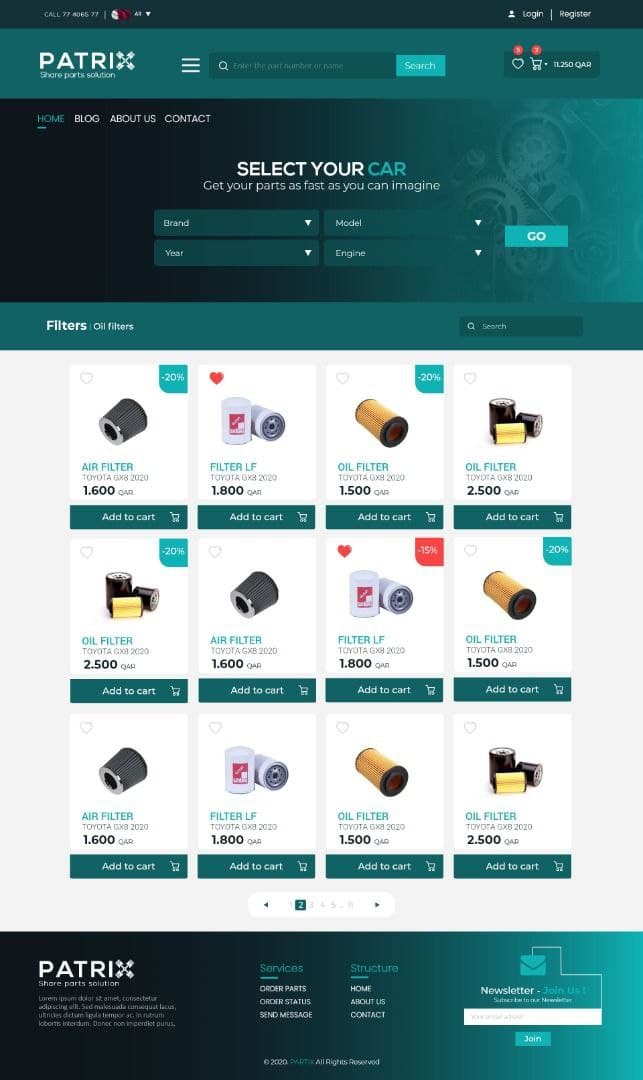 CALL 77 4065 77 | AR
Login | Register
PATRIX
Share parts solution
Enter the part number or name
Search
5
3
11.250 QAR
HOME BLOG ABOUT US CONTACT
SELECT YOUR CAR
Get your parts as fast as you can imagine
Brand
Model
Year
Engine
GO
Filters | Oil filters
Search
-20%
-20%
AIR FILTER
TOYOTA GX8 2020
1.600 QAR
Add to cart
FILTER LF
TOYOTA GX8 2020
1.800 QAR
Add to cart
OIL FILTER
TOYOTA GX8 2020
1.500 QAR
Add to cart
OIL FILTER
TOYOTA GX8 2020
2.500 QAR
Add to cart
-20%
-15%
-20%
OIL FILTER
TOYOTA GX8 2020
2.500 QAR
Add to cart
AIR FILTER
TOYOTA GX8 2020
1.600 QAR
Add to cart
FILTER LF
TOYOTA GX8 2020
1.800 QAR
Add to cart
OIL FILTER
TOYOTA GX8 2020
1.500 QAR
Add to cart
AIR FILTER
TOYOTA GX8 2020
1.600 QAR
Add to cart
FILTER LF
TOYOTA GX8 2020
1.800 QAR
Add to cart
OIL FILTER
TOYOTA GX8 2020
1.500 QAR
Add to cart
OIL FILTER
TOYOTA GX8 2020
2.500 QAR
Add to cart
1 2 3 4 5 .. 11
PATRIX
Share parts solution
Lorem ipsum dolor sit amet, consectetur
adipiscing elit. Sed malesuada consequat lacus,
ultricies dictum ligula tempor ac. In rutrum
lobortis interdum. Donec non imperdiet purus,
Services
ORDER PARTS
ORDER STATUS
SEND MESSAGE
Structure
HOME
ABOUT US
CONTACT
Newsletter - Join Us !
Subscribe to our Newsletter
Your email adress
Join
© 2020. PARTIX All Rights Reserved